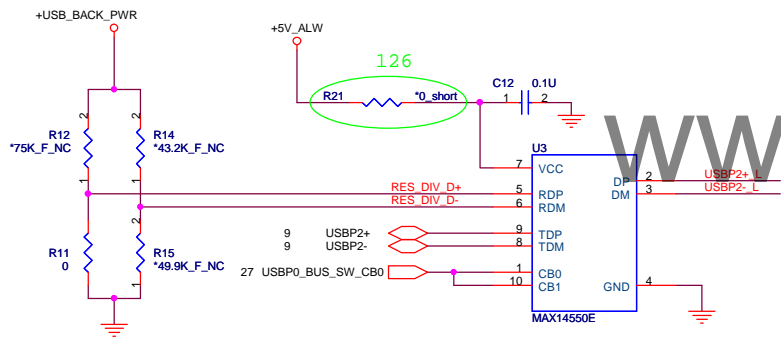 +USB_BACK_PWR
+5V_ALW
126
R21 *0_short
C12 0.1U
1 2
2 2
R12 R14
*75K_F_NC *43.2K_F_NC
1 1
U3
7 VCC
WW
DP 2 USBP2+_L
DM 3 USBP2-_L
RES_DIV_D+ 5 RDP
RES_DIV_D- 6 RDM
9 USBP2+ 9 TDP
9 USBP2- 8 TDM
R11 R15
0 *49.9K_F_NC
1
27 USBP0_BUS_SW_CB0 1 CB0
10 CB1
GND 4
MAX14550E